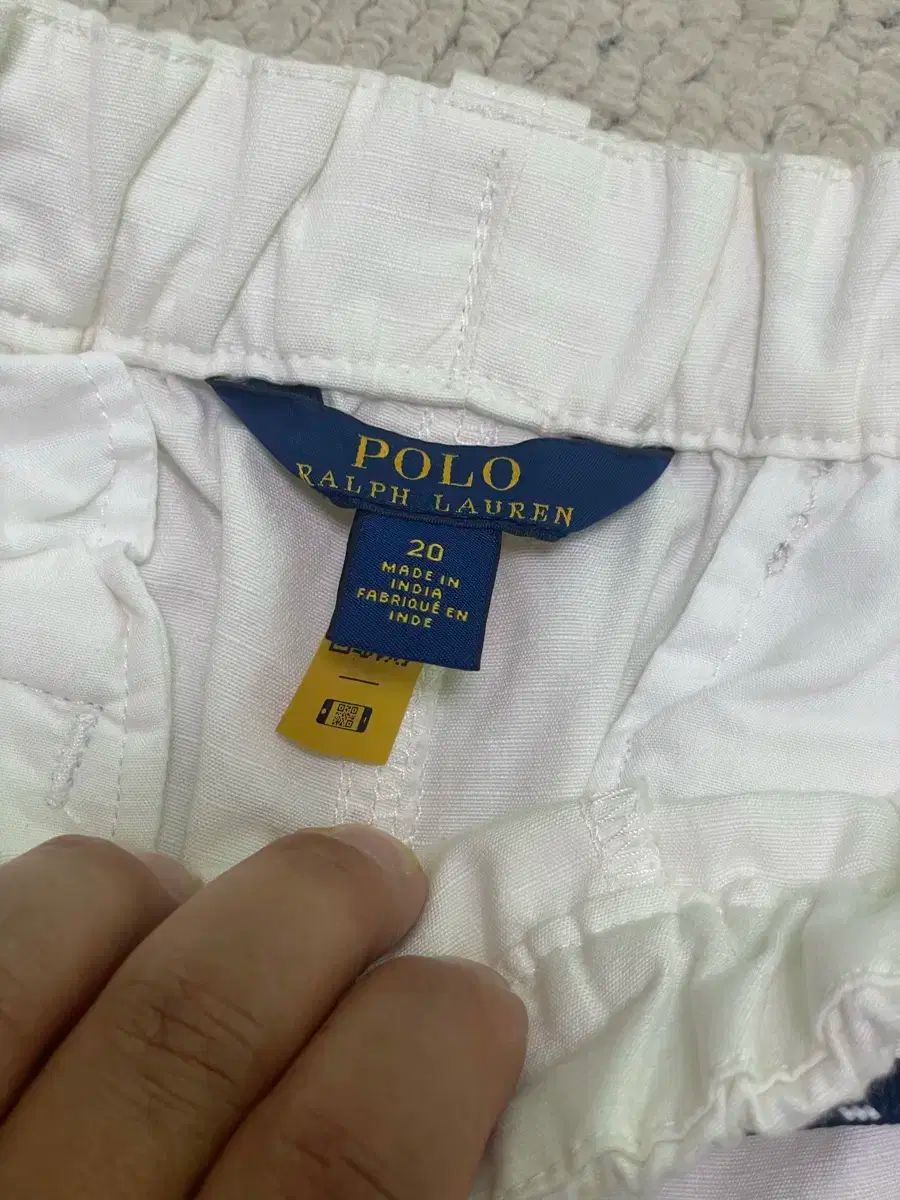 POLO
RALPH LAUREN
20
MADE IN
INDIA
FABRIQUÉ EN
INDE